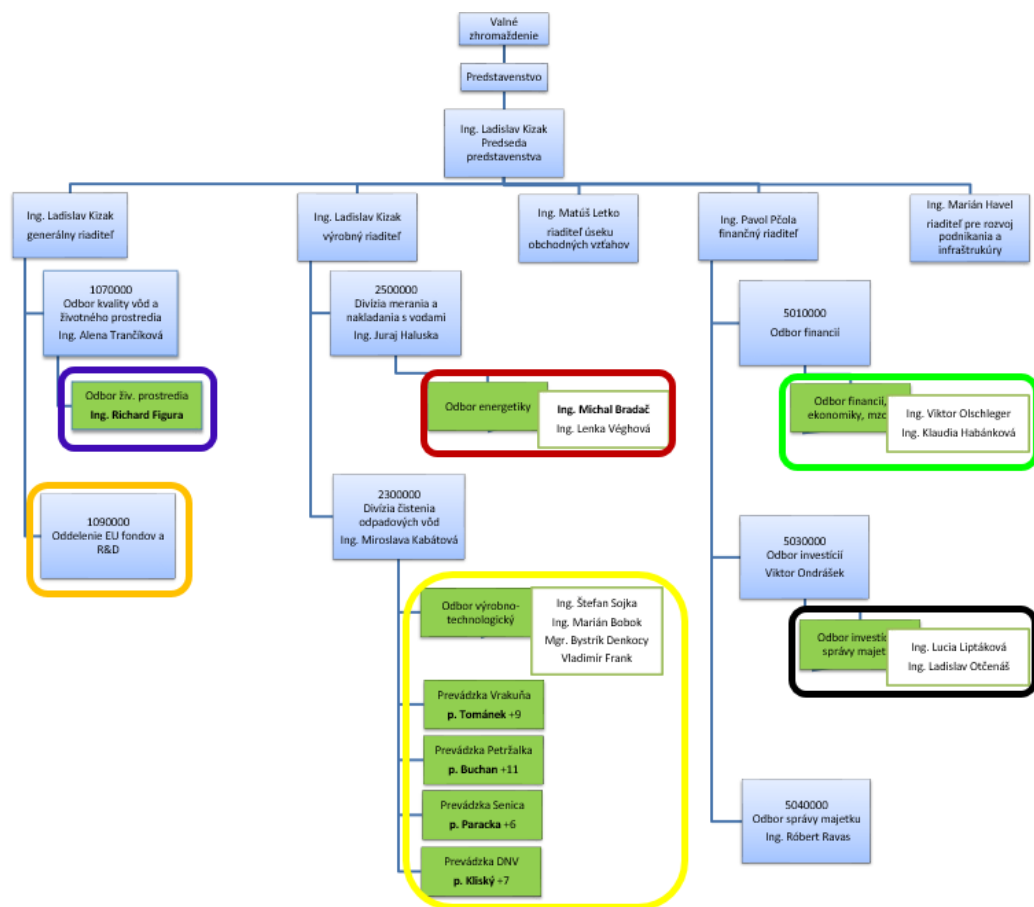 Valné
zhromaždenie
Predstavenstvo
Ing. Ladislav Kizak
Predseda
predstavenstva
Ing. Ladislav Kizak
generálny riaditeľ
Ing. Ladislav Kizak
výrobný riaditeľ
Ing. Matúš Letko
riaditeľ úseku
obchodných vzťahov
Ing. Pavol Pčola
finančný riaditeľ
Ing. Marián Havel
riaditeľ pre rozvoj
podnikania a
infraštrukúry
1070000
Odbor kvality vôd a
životného prostredia
Ing. Alena Trančíková
Odbor živ. prostredia
Ing. Richard Figura
1090000
Oddelenie EU fondov a
R&D
2500000
Divízia merania a
nakladania s vodami
Ing. Juraj Haluska
Odbor energetiky
Ing. Michal Bradač
Ing. Lenka Véghová
2300000
Divízia čistenia
odpadových vôd
Ing. Miroslava Kabátová
Odbor výrobno-
technologický
Ing. Štefan Sojka
Ing. Marián Bobok
Mgr. Bystrík Denkocy
Vladimír Frank
Prevádzka Vrakuňa
p. Tománek +9
Prevádzka Petržalka
p. Buchan +11
Prevádzka Senica
p. Paracka +6
Prevádzka DNV
p. Kliský +7
5010000
Odbor financií
Odbor financií,
ekonomiky, mzd
Ing. Viktor Olschleger
Ing. Klaudia Habánková
5030000
Odbor investícií
Viktor Ondrášek
Odbor investíc
správy majet
Ing. Lucia Liptáková
Ing. Ladislav Otčenáš
5040000
Odbor správy majetku
Ing. Róbert Ravas